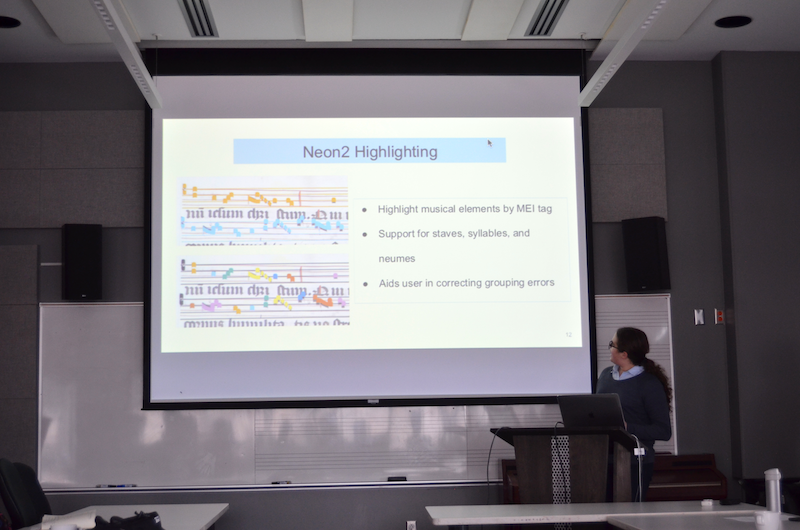 Neon2 Highlighting
● Highlight musical elements by MEI tag
● Support for staves, syllables, and
neumes
● Aids user in correcting grouping errors
12